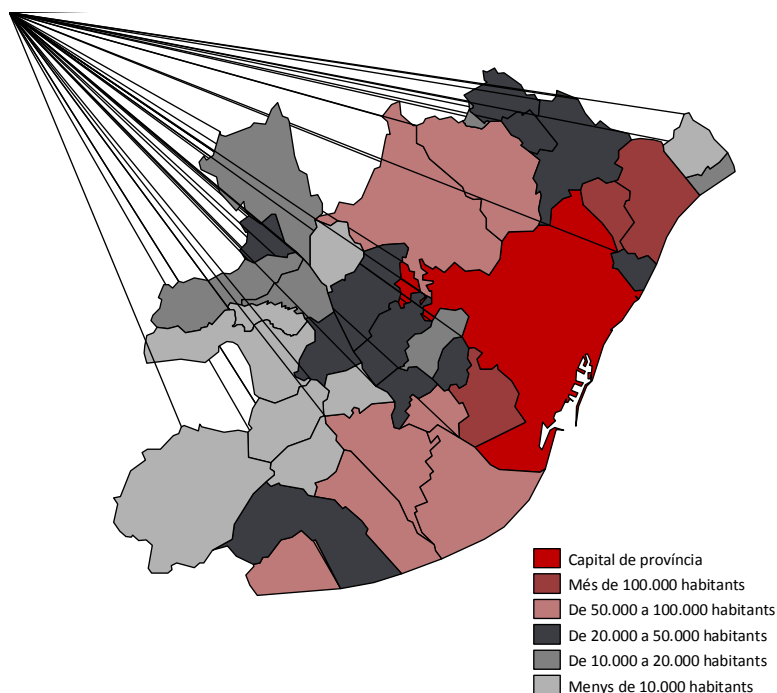 Capital de província
Més de 100.000 habitants
De 50.000 a 100.000 habitants
De 20.000 a 50.000 habitants
De 10.000 a 20.000 habitants
Menys de 10.000 habitants